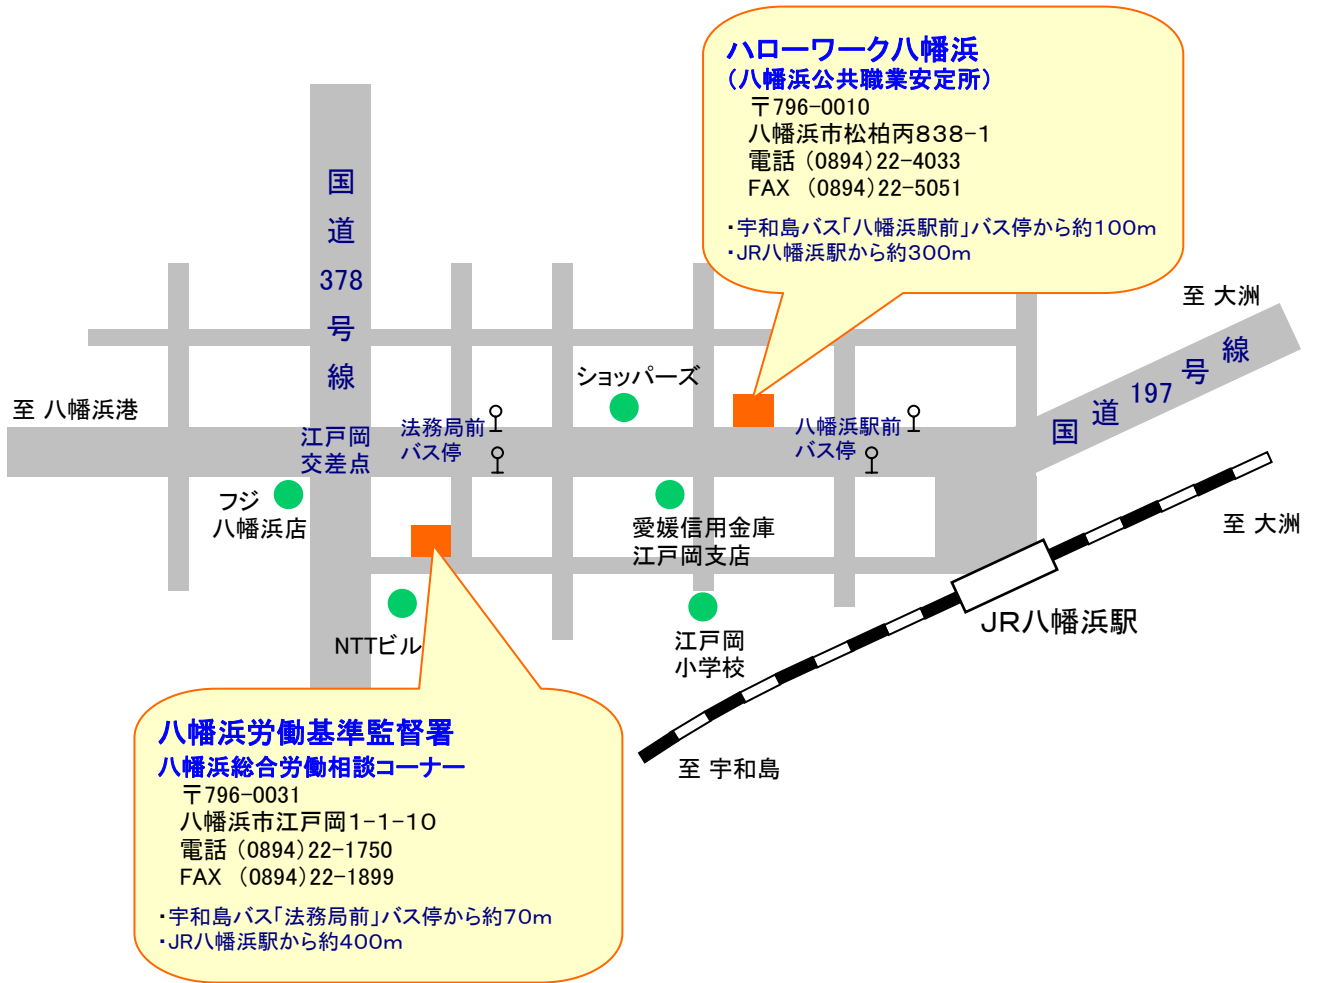 ハローワーク八幡浜
（八幡浜公共職業安定所）
〒796-0010
八幡浜市松柏丙838-1
電話 (0894)22-4033
FAX (0894)22-5051
・宇和島バス「八幡浜駅前」バス停から約100m
・JR八幡浜駅から約300m
国道378号線
至 大洲
国道197号線
ショッパーズ
至 八幡浜港
江戸岡
交差点
法務局前
バス停
八幡浜駅前
バス停
フジ
八幡浜店
愛媛信用金庫
江戸岡支店
至 大洲
NTTビル
江戸岡
小学校
JR八幡浜駅
至 宇和島
八幡浜労働基準監督署
八幡浜総合労働相談コーナー
〒796-0031
八幡浜市江戸岡1-1-10
電話 (0894)22-1750
FAX (0894)22-1899
・宇和島バス「法務局前」バス停から約70m
・JR八幡浜駅から約400m